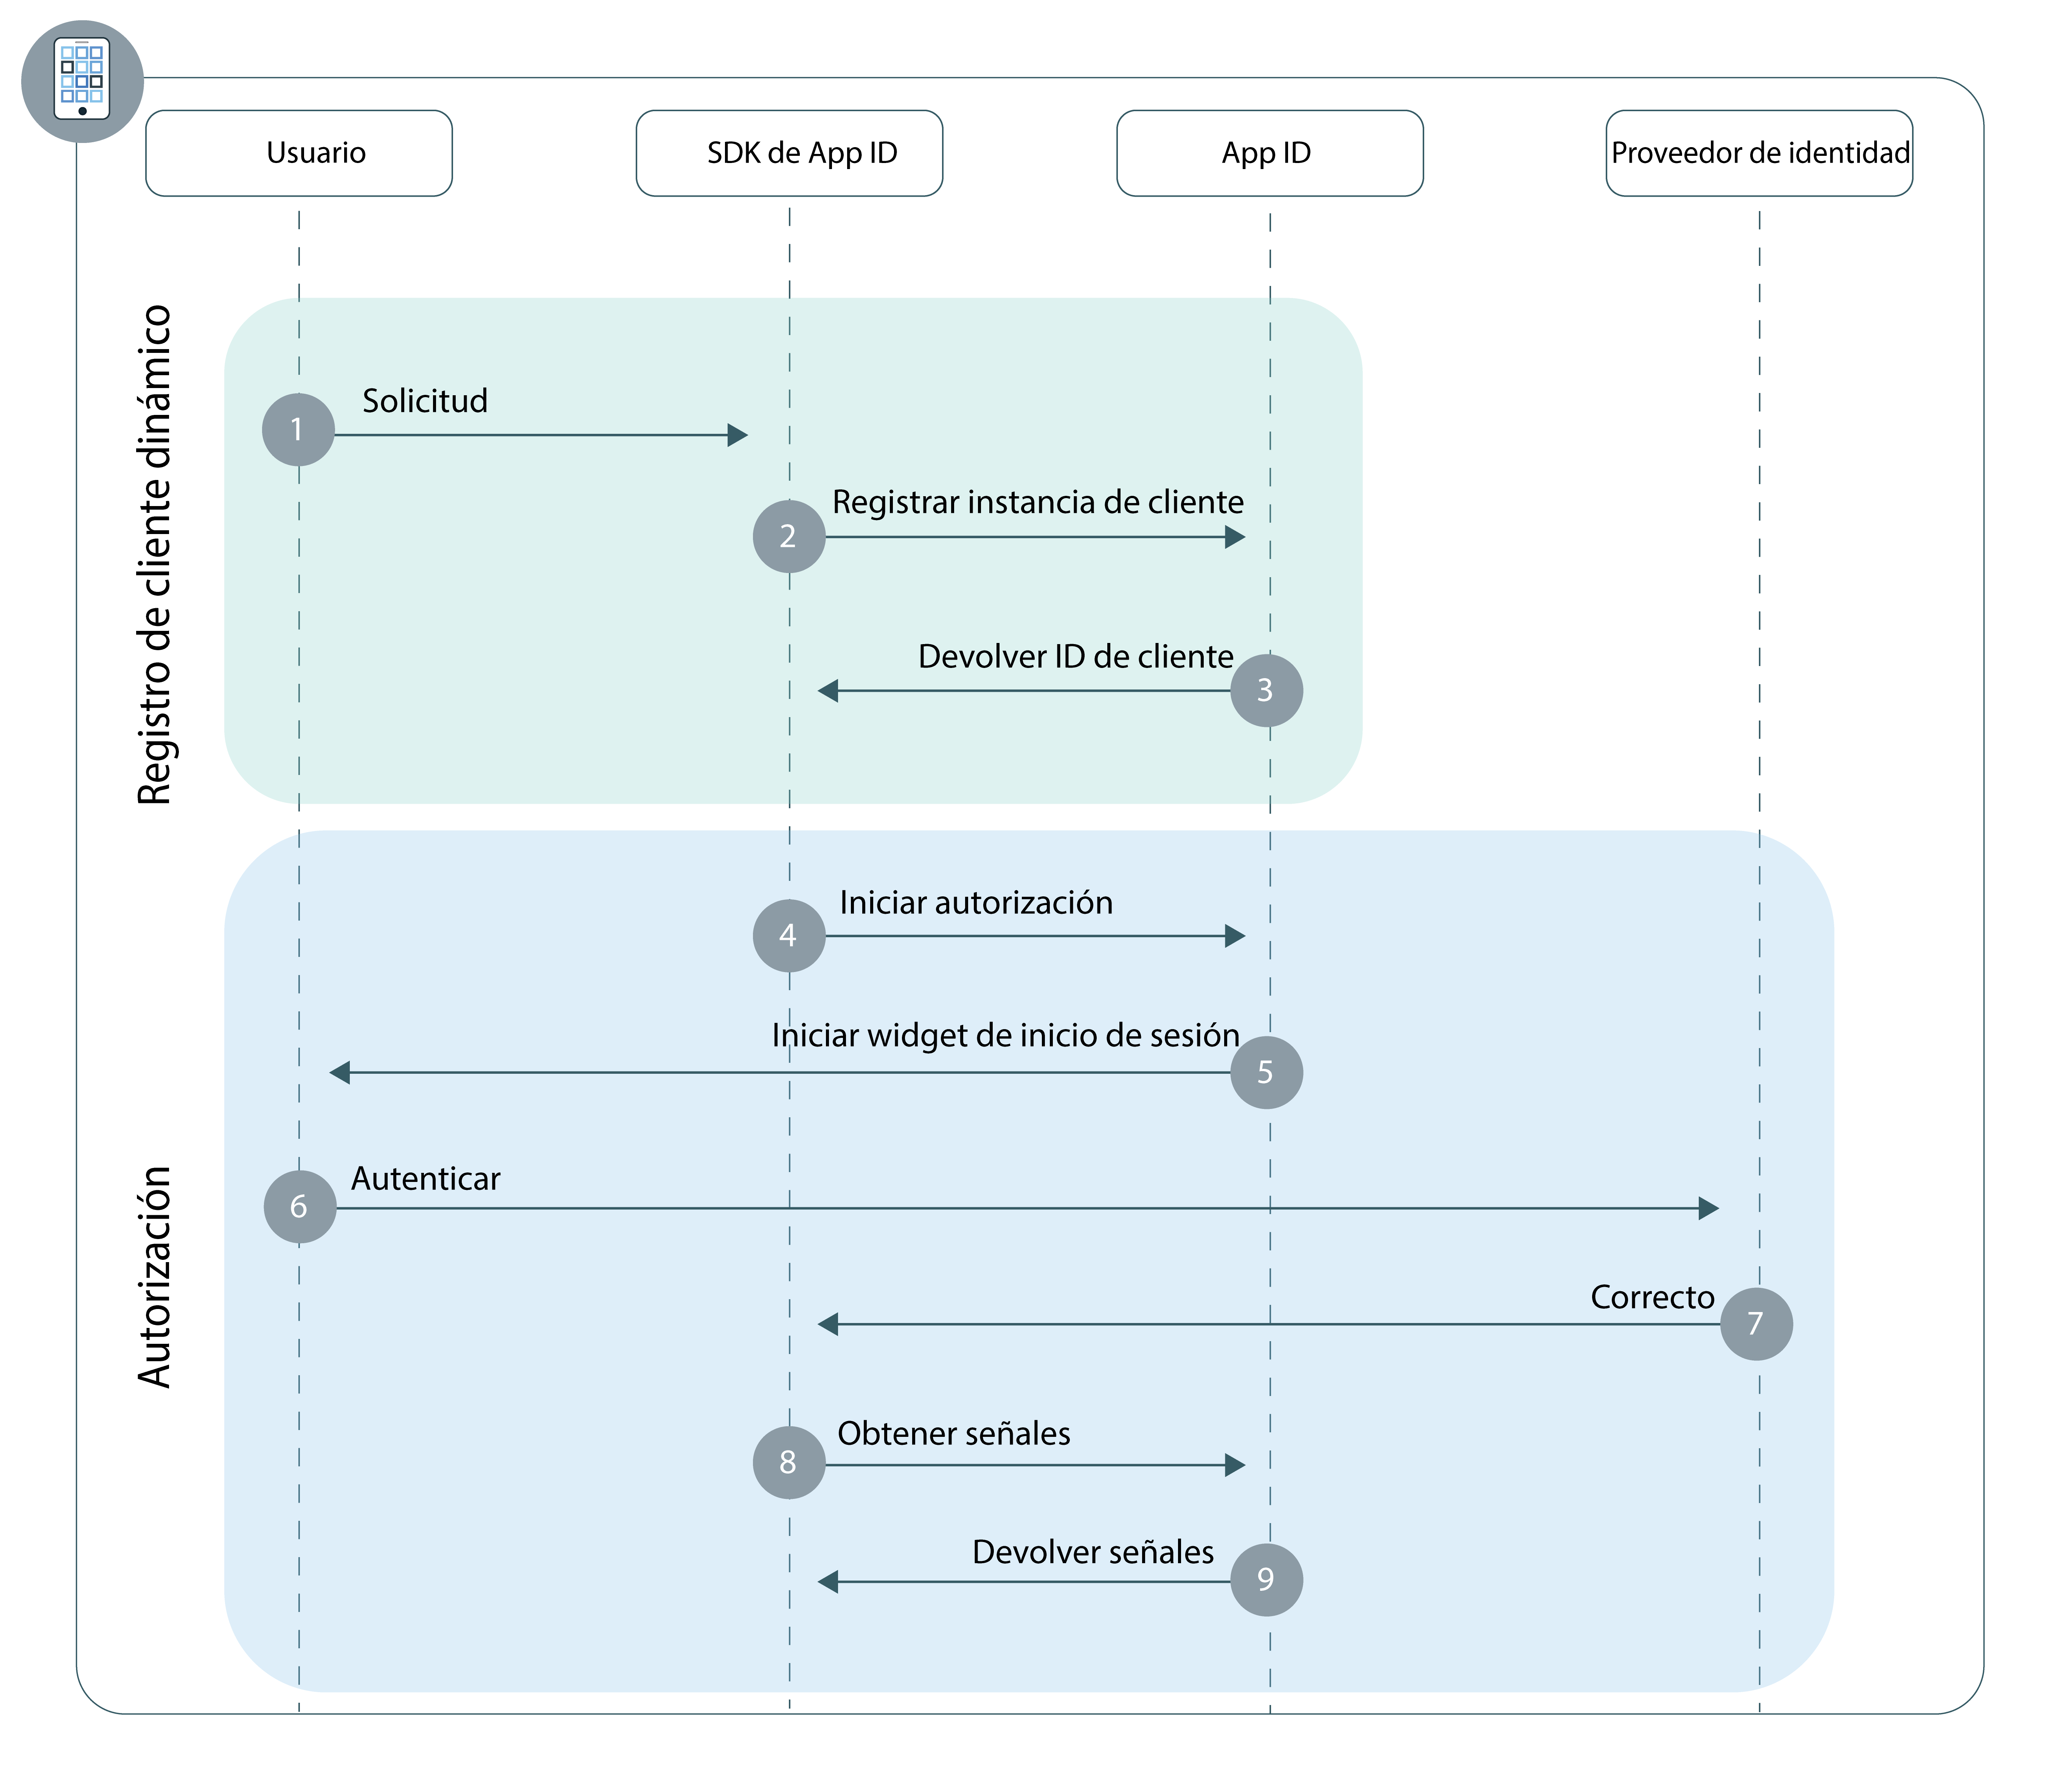 Usuario
SDK de App ID
App ID
Proveedor de identidad
Registro de cliente dinámico
1
Solicitud
2
Registrar instancia de cliente
3
Devolver ID de cliente
Autorización
4
Iniciar autorización
5
Iniciar widget de inicio de sesión
6
Autenticar
7
Correcto
8
Obtener señales
9
Devolver señales